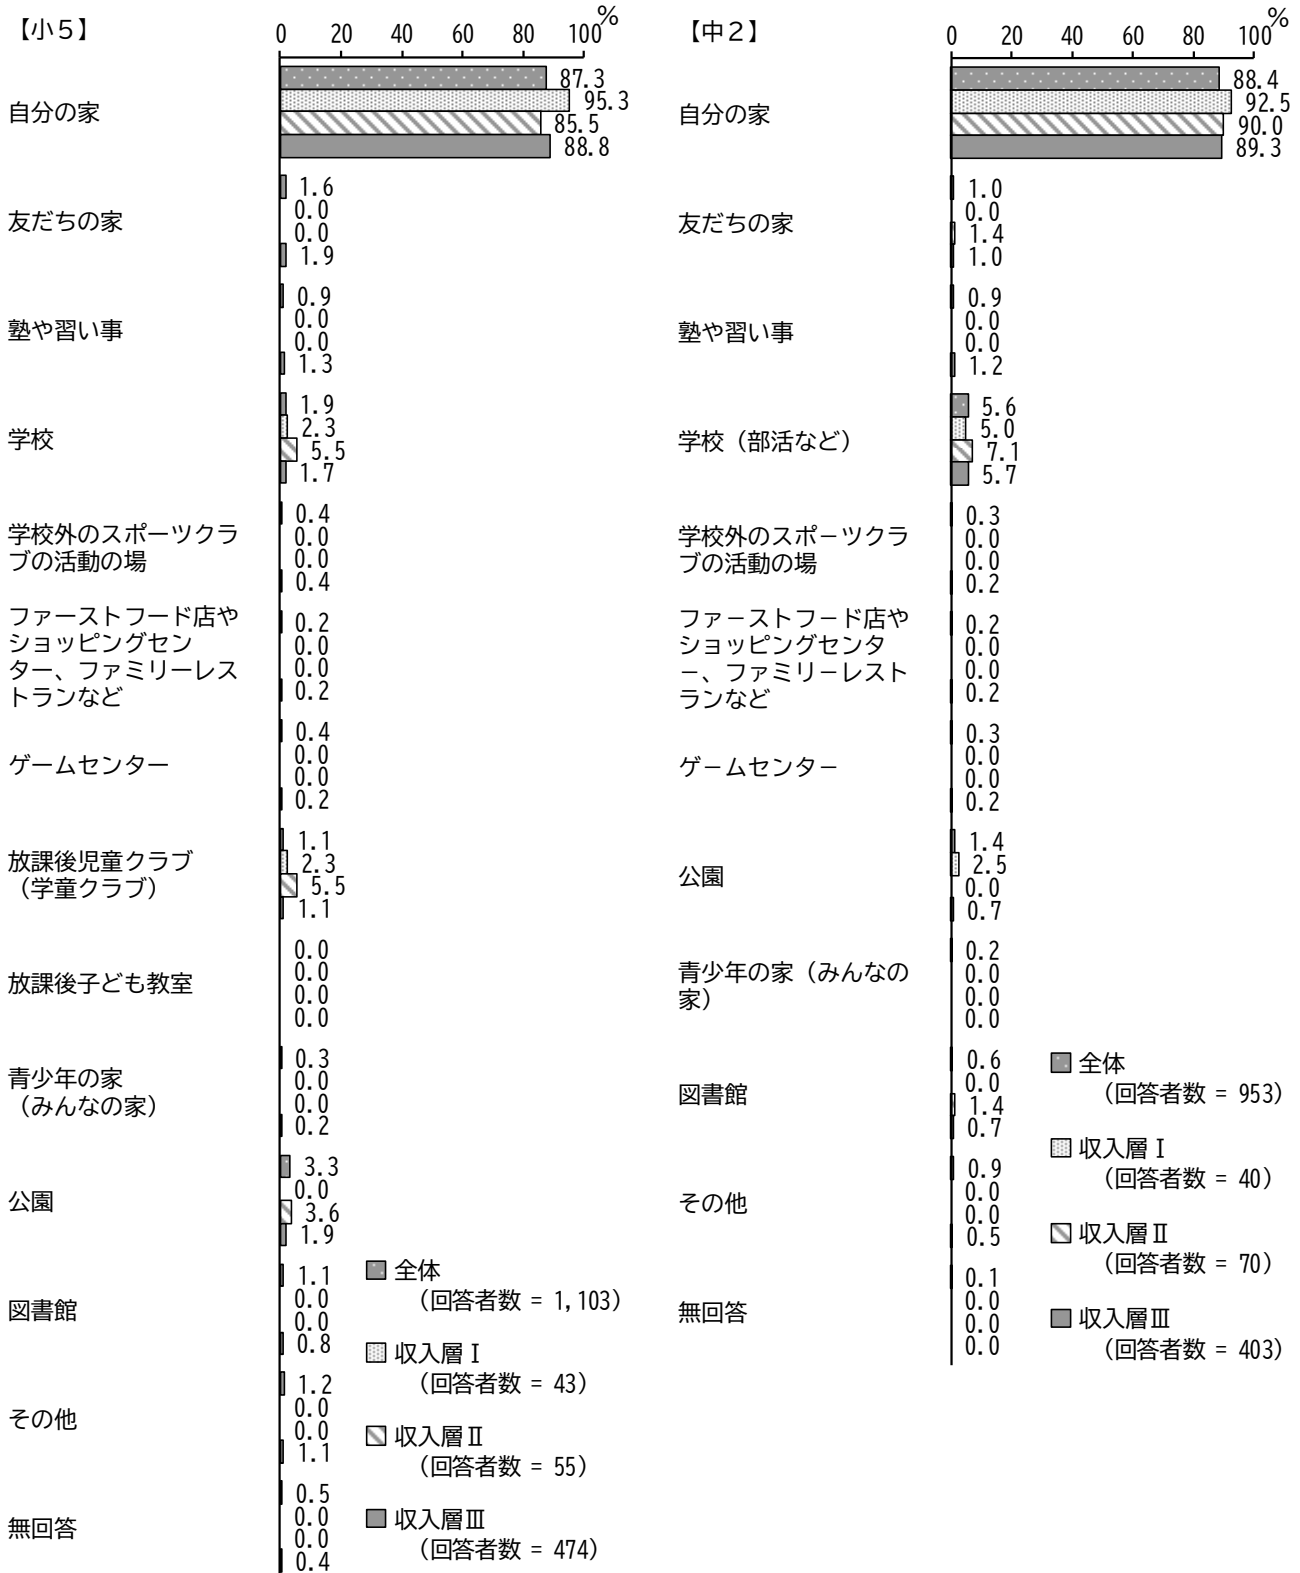 【小５】
0 20 40 60 80 100 %
自分の家
87.3
95.3
85.5
88.8
友だちの家
1.6
0.0
0.0
1.9
塾や習い事
0.9
0.0
0.0
1.3
学校
1.9
2.3
5.5
1.7
学校外のスポーツクラ
ブの活動の場
0.4
0.0
0.0
0.4
ファーストフード店や
ショッピングセン
ター、ファミリーレス
トランなど
0.2
0.0
0.0
0.2
ゲームセンター
0.4
0.0
0.0
0.2
放課後児童クラブ
（学童クラブ）
1.1
2.3
5.5
1.1
放課後子ども教室
0.0
0.0
0.0
0.0
青少年の家
（みんなの家）
0.3
0.0
0.0
0.2
公園
3.3
0.0
3.6
1.9
図書館
1.1
0.0
0.0
0.8
その他
1.2
0.0
0.0
1.1
無回答
0.5
0.0
0.0
0.4
全体
（回答者数 = 1,103）
収入層Ⅰ
（回答者数 = 43）
収入層Ⅱ
（回答者数 = 55）
収入層Ⅲ
（回答者数 = 474）
【中２】
0 20 40 60 80 100 %
自分の家
88.4
92.5
90.0
89.3
友だちの家
1.0
0.0
1.4
1.0
塾や習い事
0.9
0.0
0.0
1.2
学校（部活など）
5.6
5.0
7.1
5.7
学校外のスポーツクラ
ブの活動の場
0.3
0.0
0.0
0.2
ファーストフード店や
ショッピングセンタ
ー、ファミリーレスト
ランなど
0.2
0.0
0.0
0.2
ゲームセンター
0.3
0.0
0.0
0.2
公園
1.4
2.5
0.0
0.7
青少年の家（みんなの
家）
0.2
0.0
0.0
0.0
図書館
0.6
0.0
1.4
0.7
その他
0.9
0.0
0.0
0.5
無回答
0.1
0.0
0.0
0.0
全体
（回答者数 = 953）
収入層Ⅰ
（回答者数 = 40）
収入層Ⅱ
（回答者数 = 70）
収入層Ⅲ
（回答者数 = 403）